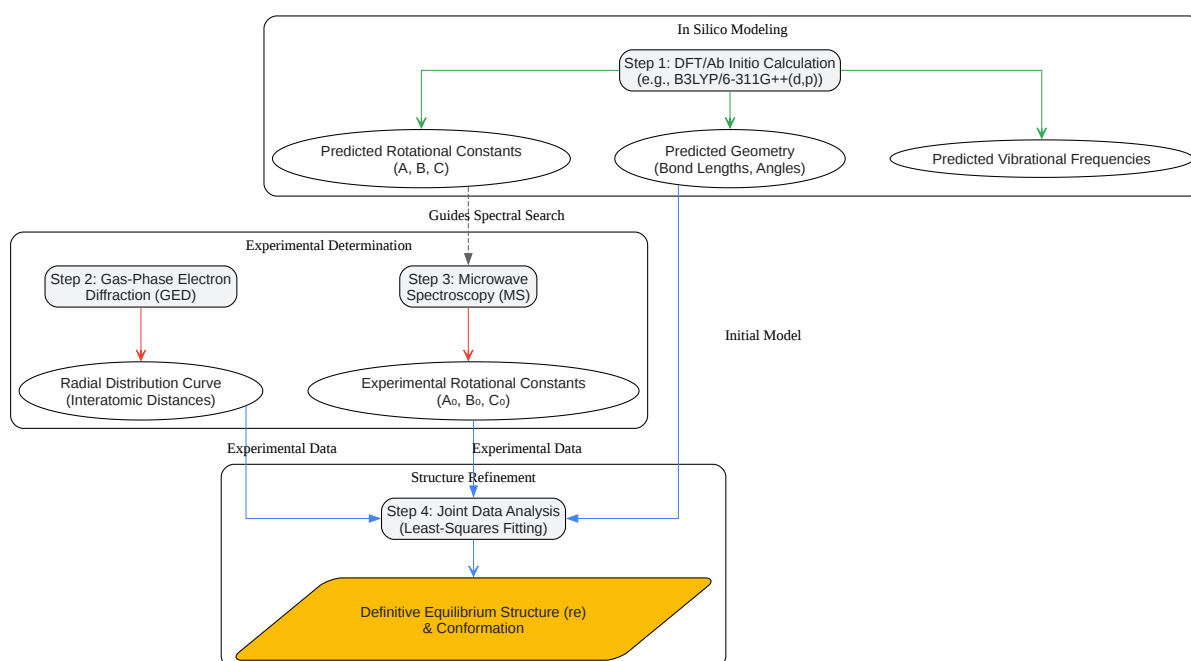 In Silico Modeling
Step 1: DFT/Ab Initio Calculation
(e.g., B3LYP/6-311G++(d,p))
Predicted Rotational Constants
(A, B, C)
Predicted Geometry
(Bond Lengths, Angles)
Predicted Vibrational Frequencies
Guides Spectral Search
Experimental Determination
Step 2: Gas-Phase Electron
Diffraction (GED)
Step 3: Microwave
Spectroscopy (MS)
Initial Model
Radial Distribution Curve
(Interatomic Distances)
Experimental Rotational Constants
(A₀, B₀, C₀)
Experimental Data
Experimental Data
Structure Refinement
Step 4: Joint Data Analysis
(Least-Squares Fitting)
Definitive Equilibrium Structure (re)
& Conformation